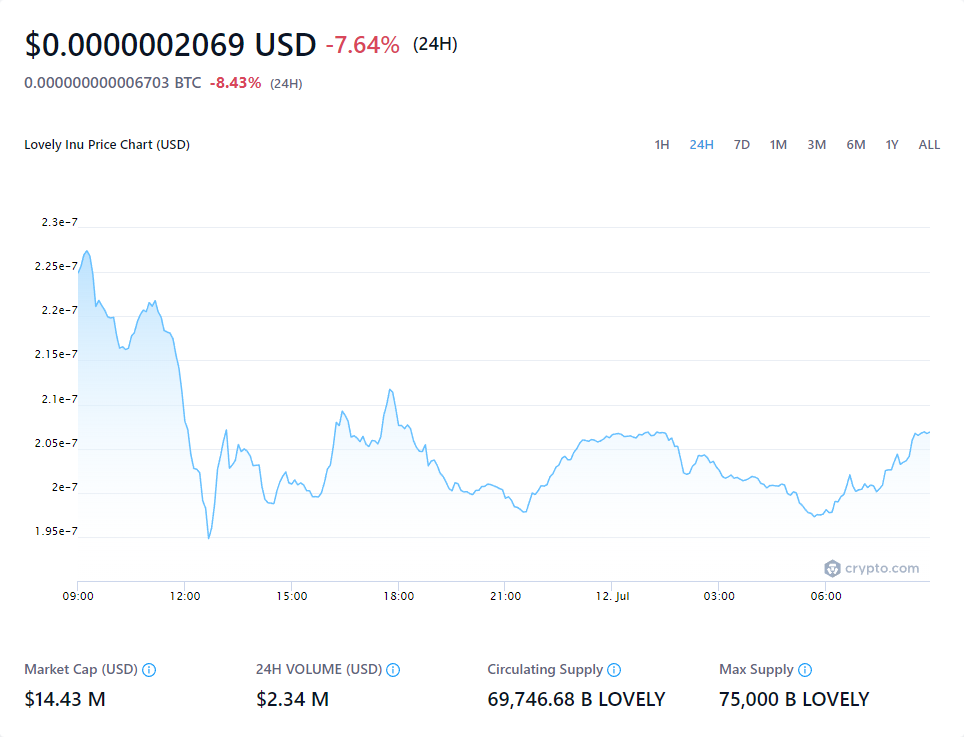 $0.0000002069 USD -7.64% (24H)
0.000000000006703 BTC -8.43% (24H)
Lovely Inu Price Chart (USD)
1H 24H 7D 1M 3M 6M 1Y ALL
2.3e-7
2.25e-7
2.2e-7
2.15e-7
2.1e-7
2.05e-7
2e-7
1.95e-7
crypto.com
09:00 12:00 15:00 18:00 21:00 12. Jul 03:00 06:00
Market Cap (USD) 24H VOLUME (USD) Circulating Supply Max Supply
$14.43 M $2.34 M 69,746.68 B LOVELY 75,000 B LOVELY